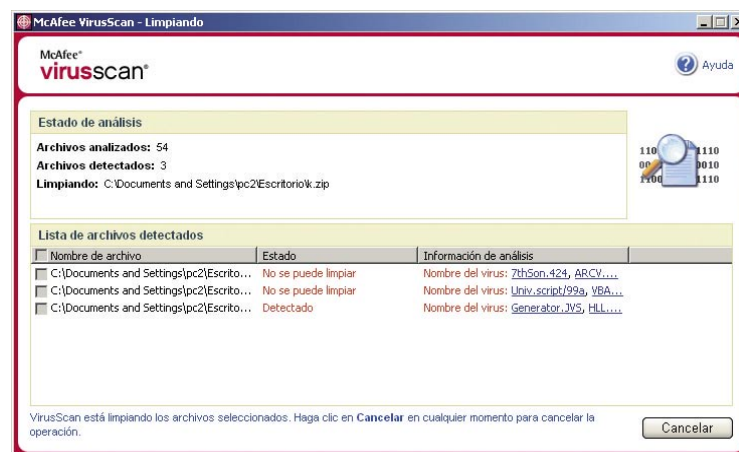 McAfee VirusScan - Limpiando
McAfee®
virusscan®
Ayuda
Estado de análisis
Archivos analizados: 54
Archivos detectados: 3
Limpiando: C:\Documents and Settings\pc2\Escritorio\k.zip
Lista de archivos detectados
Nombre de archivo Estado Información de análisis
C:\Documents and Settings\pc2\Escrito... No se puede limpiar Nombre del virus: 7thSon.424, ARCV....
C:\Documents and Settings\pc2\Escrito... No se puede limpiar Nombre del virus: Univ.script/99a, VBA...
C:\Documents and Settings\pc2\Escrito... Detectado Nombre del virus: Generator.JVS, HLL....
VirusScan está limpiando los archivos seleccionados. Haga clic en Cancelar en cualquier momento para cancelar la
operación.
Cancelar